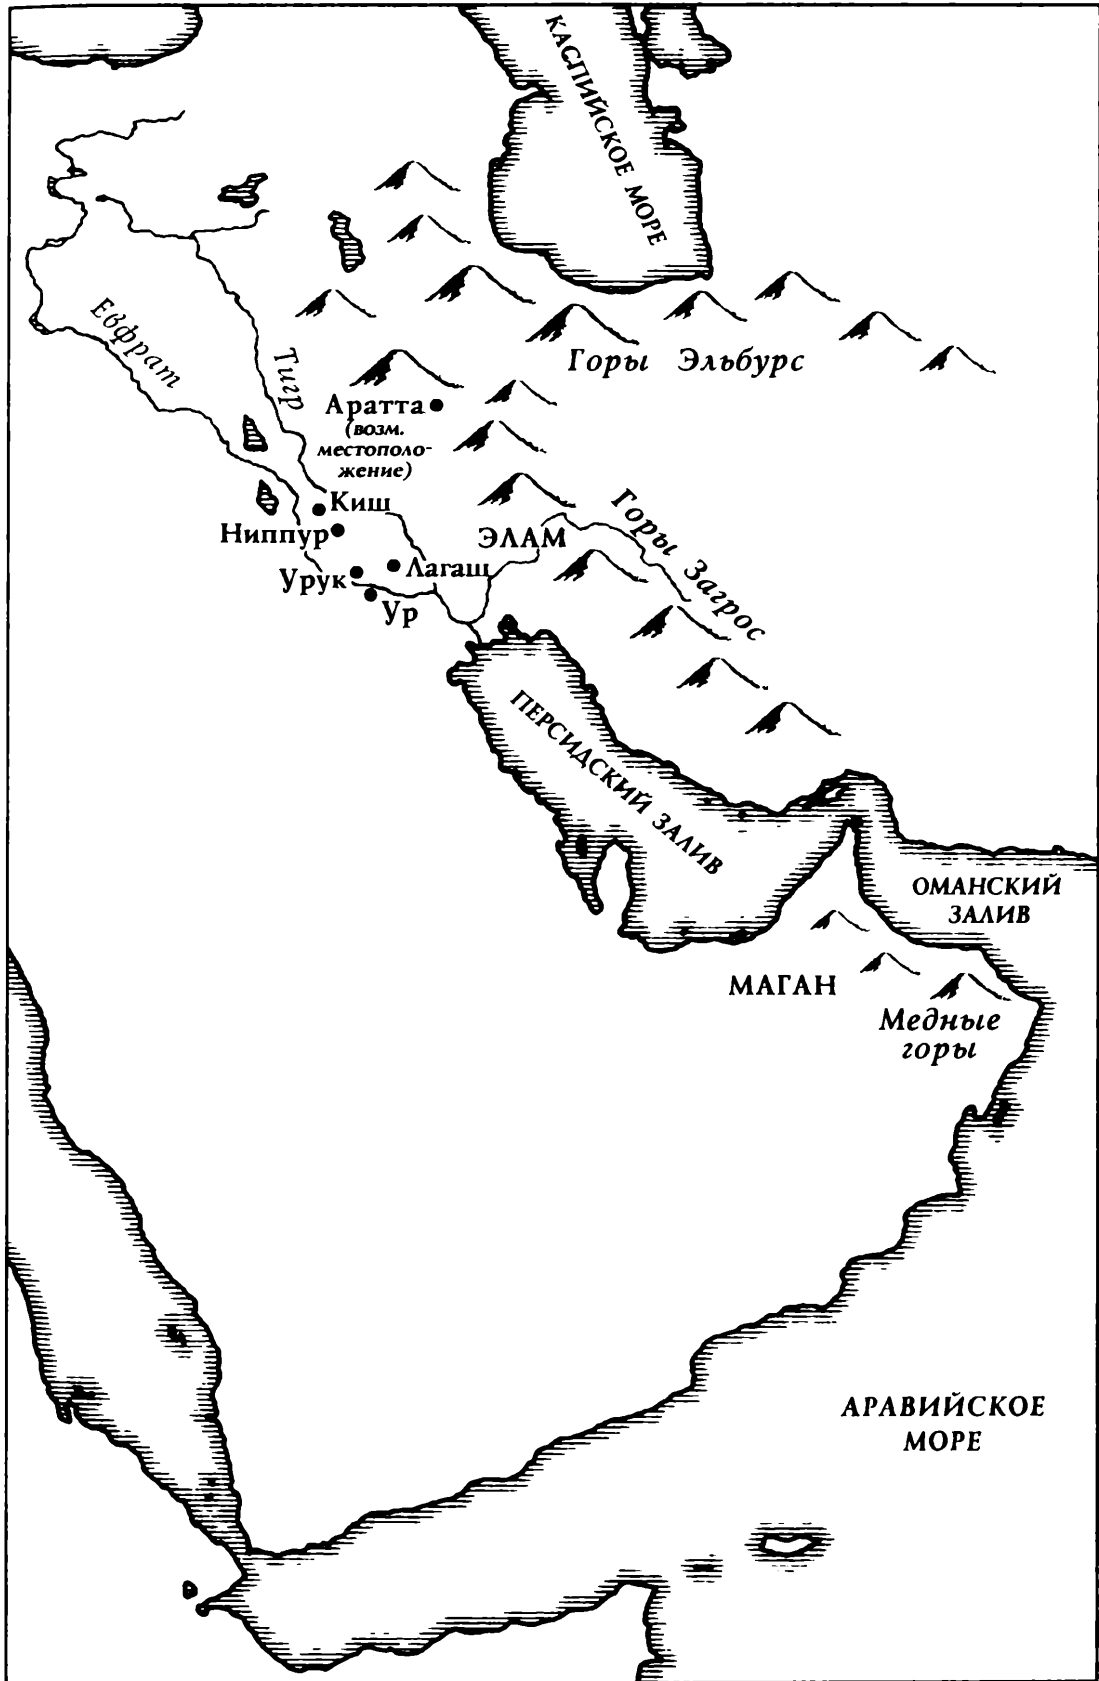 КАСПИЙСКОЕ МОРЕ
Евфрат
Тигр
Горы Эльбурс
Аратта
(возм.
местополо-
жение)
Киш
Ниппур
ЭЛАМ
Горы Загрос
Урук
Лагаш
Ур
ПЕРСИДСКИЙ ЗАЛИВ
ОМАНСКИЙ
ЗАЛИВ
МАГАН
Медные
горы
АРАВИЙСКОЕ
МОРЕ